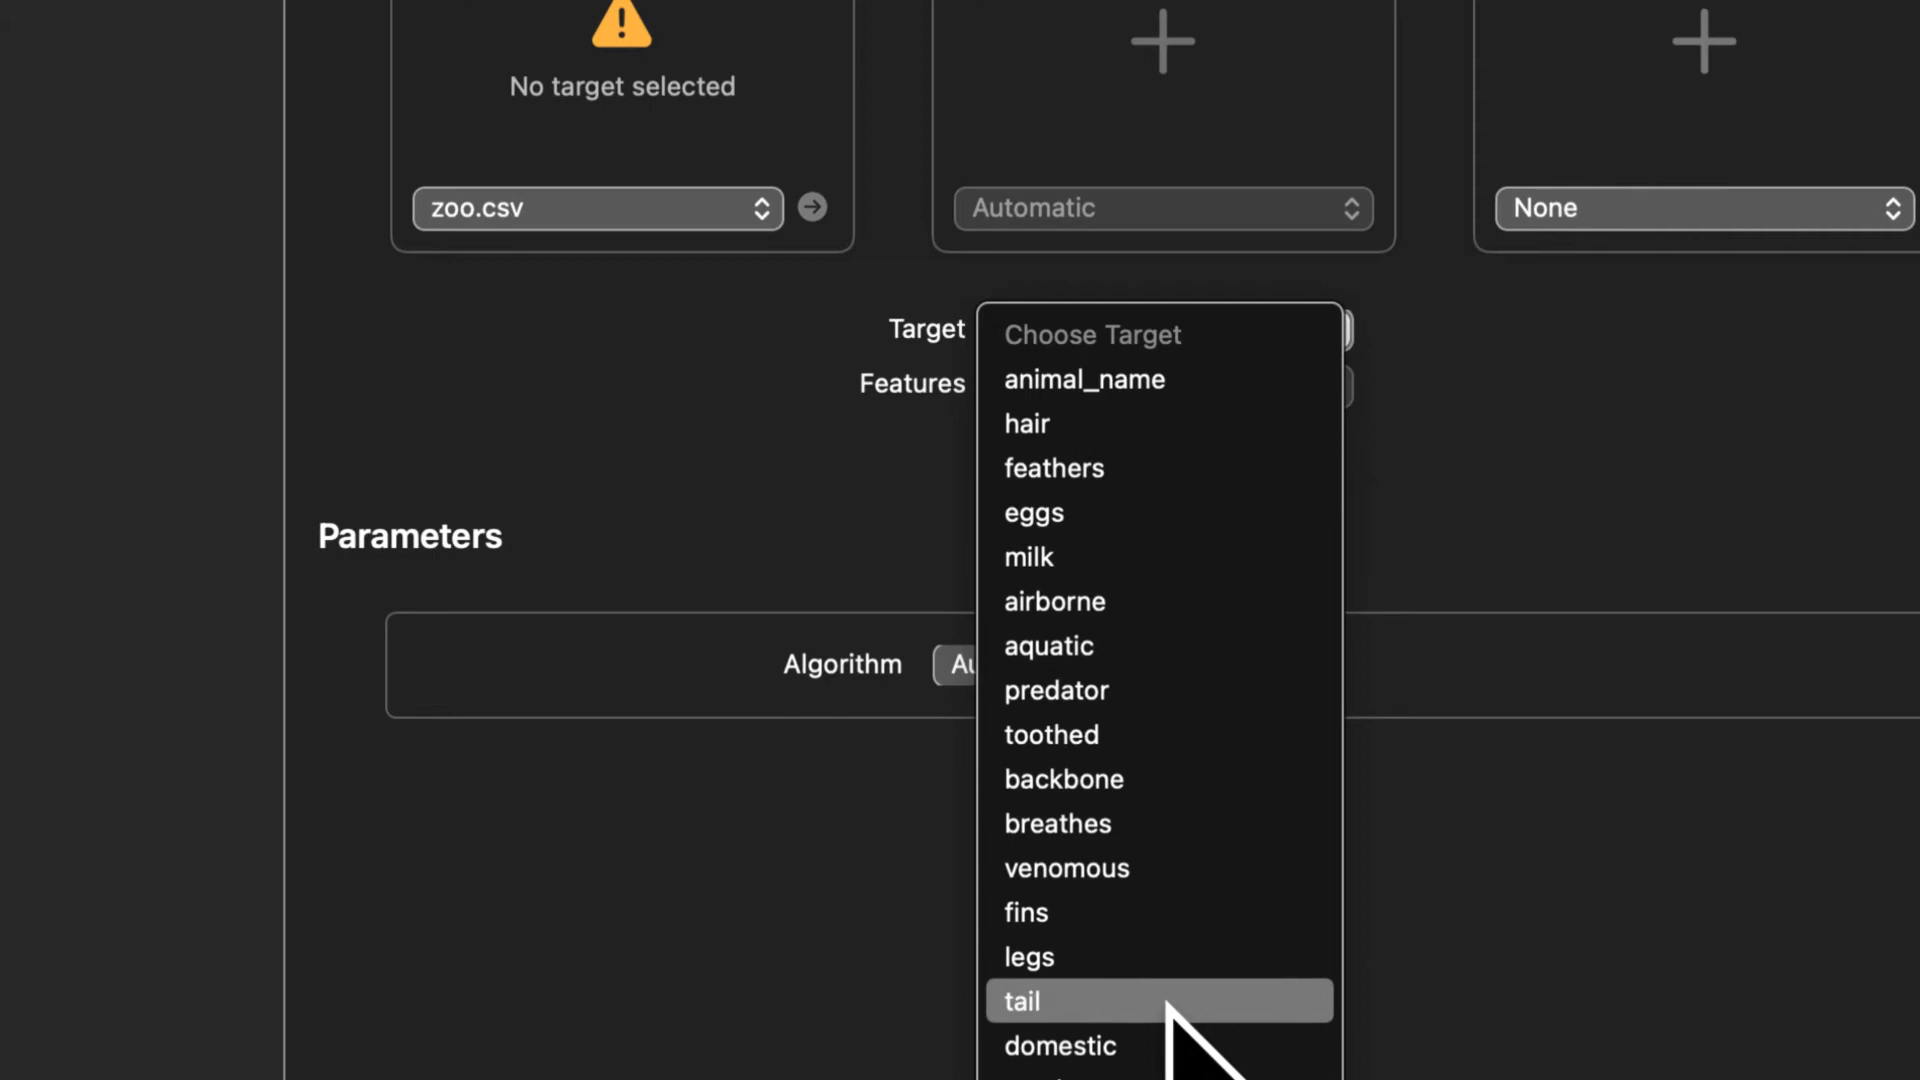 No target selected
zoo.csv
Automatic
None
Target
Choose Target
Features
animal_name
hair
feathers
eggs
milk
airborne
aquatic
predator
toothed
backbone
breathes
venomous
fins
legs
tail
domestic
Parameters
Algorithm
Au